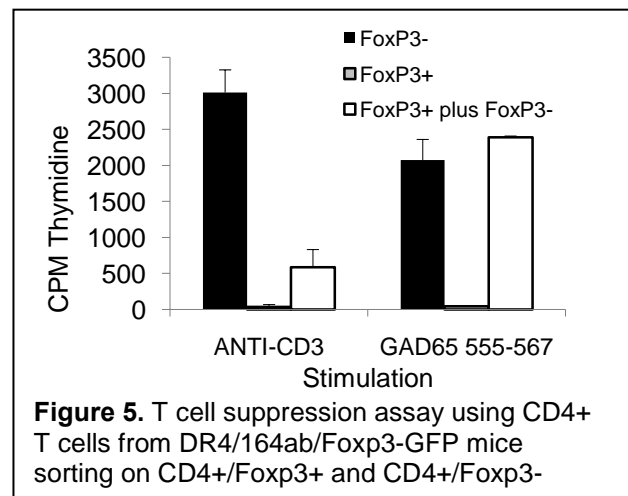 FoxP3-
FoxP3+
FoxP3+ plus FoxP3-
3500
3000
2500
2000
1500
1000
500
0
CPM Thymidine
ANTI-CD3 GAD65 555-567
Stimulation
Figure 5. T cell suppression assay using CD4+
T cells from DR4/164ab/Foxp3-GFP mice
sorting on CD4+/Foxp3+ and CD4+/Foxp3-